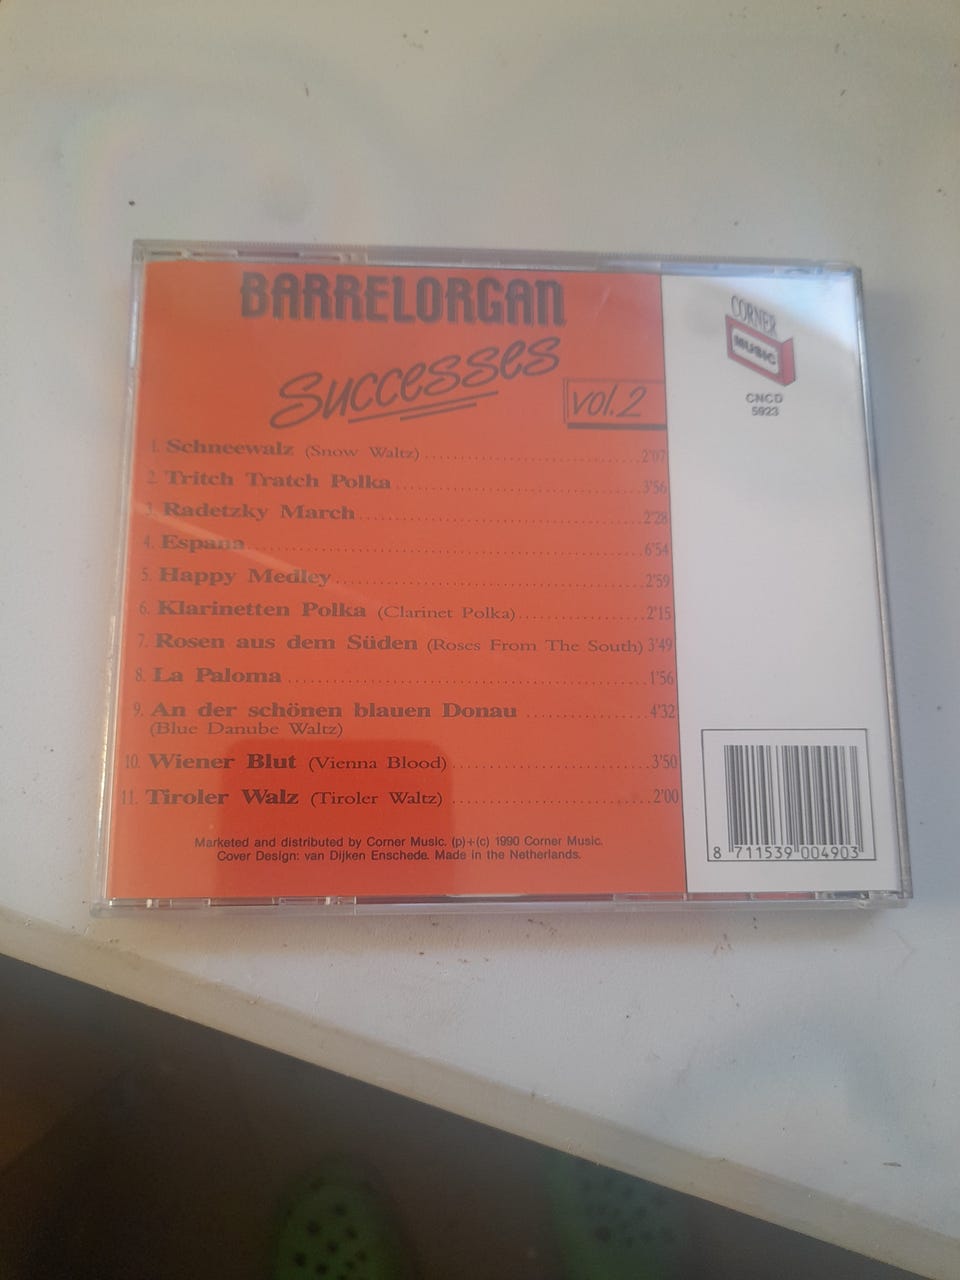 BARRELORGAN
Successes
vol.2
1. Schneewalz (Snow Waltz) 2'07
2. Tritch Tratch Polka 3'56
3. Radetzky March 2'28
4. Espana 6'54
5. Happy Medley 2'59
6. Klarinetten Polka (Clarinet Polka) 2'15
7. Rosen aus dem Süden (Roses From The South) 3'49
8. La Paloma 1'56
9. An der schönen blauen Donau 4'32
(Blue Danube Waltz)
10. Wiener Blut (Vienna Blood) 3'50
11. Tiroler Walz (Tiroler Waltz) 2'00
Marketed and distributed by Corner Music. (p)+(c) 1990 Corner Music.
Cover Design: van Dijken Enschede. Made in the Netherlands.
CORNER
MUSIC
CNCD
5923
8 711539 004903